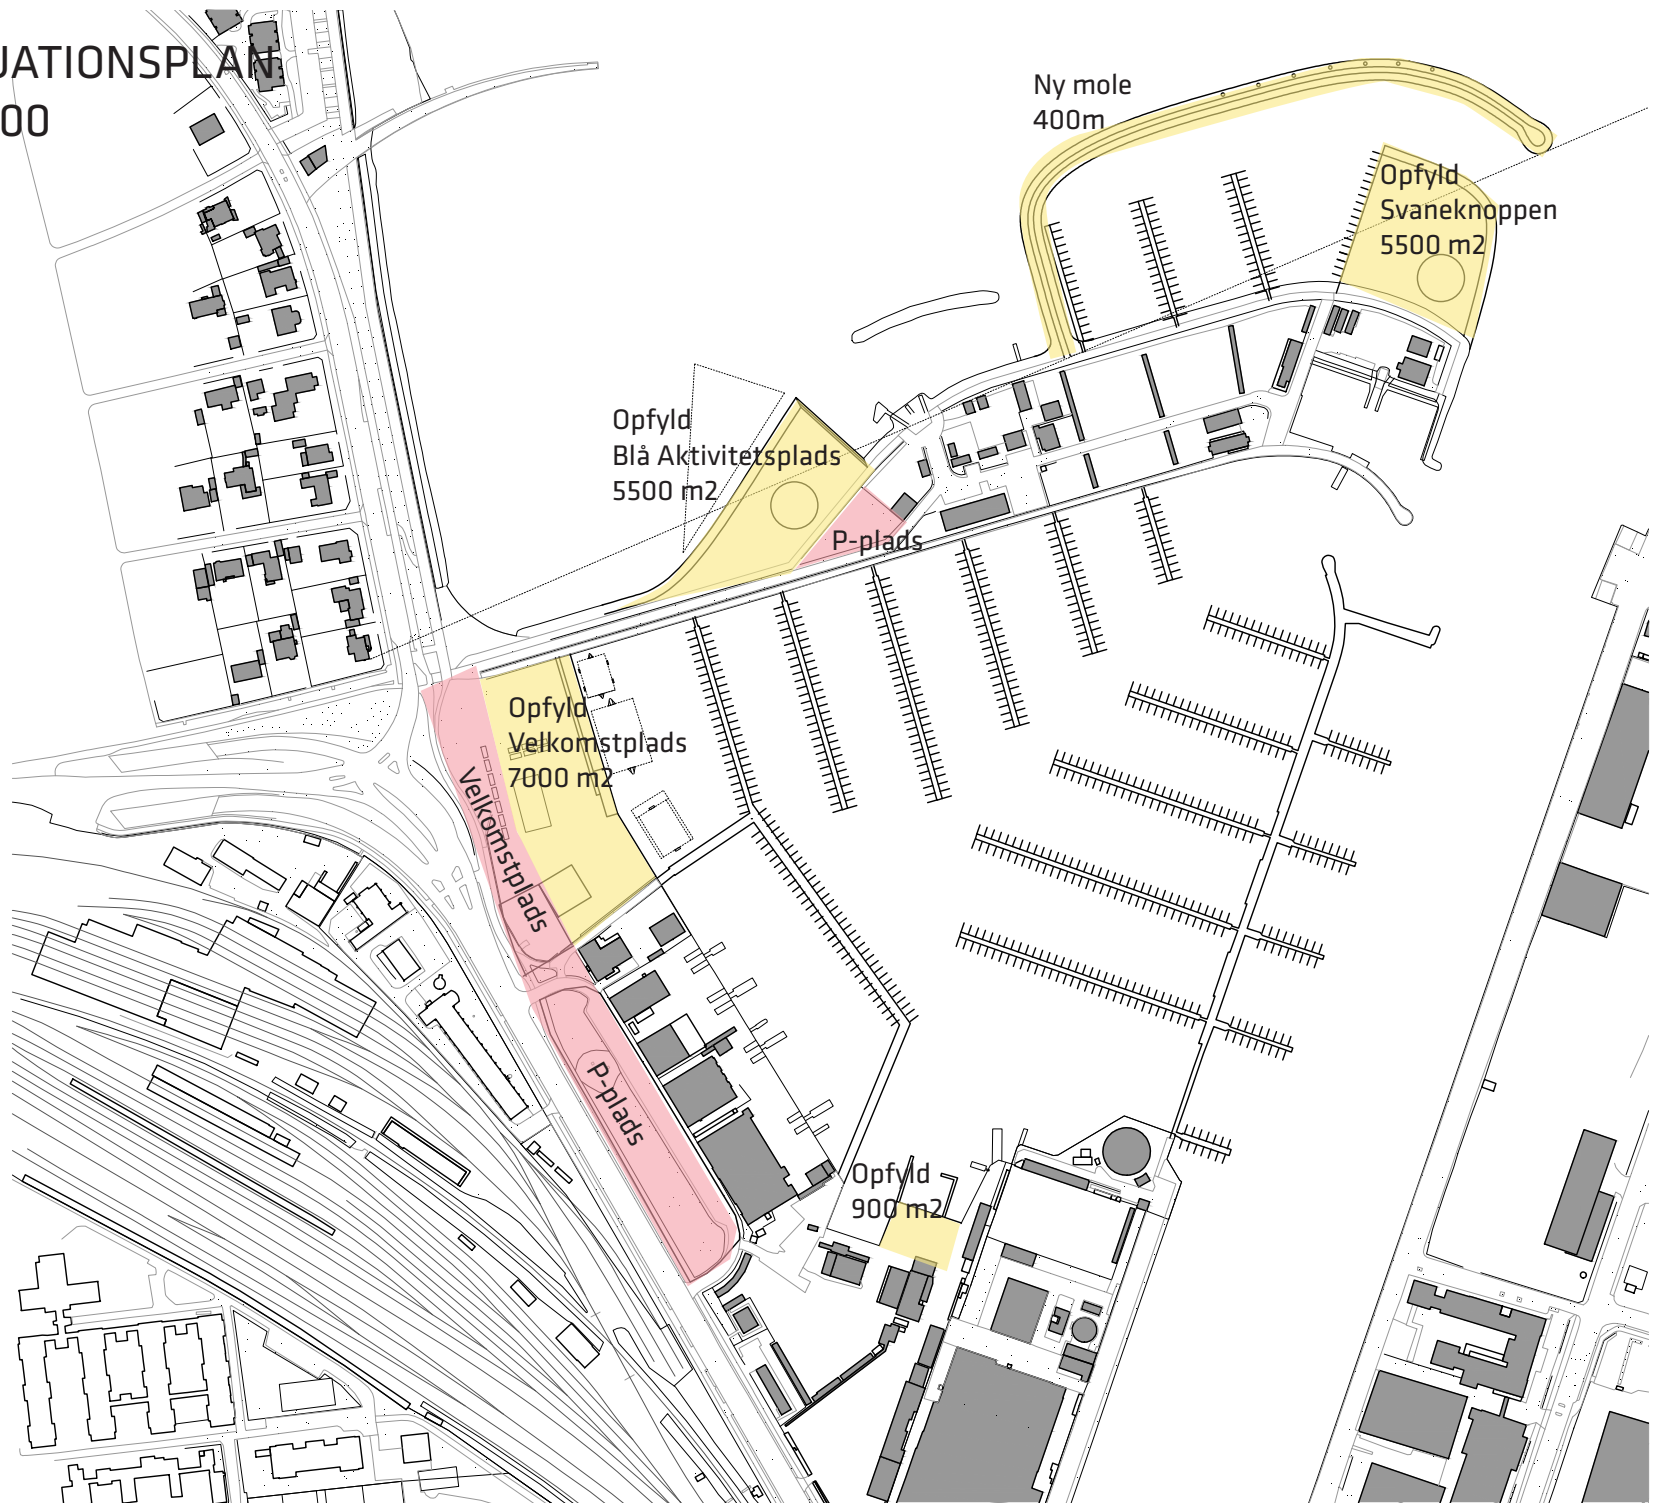 UATIONSPLAN
00
Ny mole
400m
Opfyld
Svaneknoppen
5500 m2
Opfyld
Blå Aktivitetsplads
5500 m2
P-plads
Opfyld
Velkomstplads
7000 m2
Velkomstplads
P-plads
Opfyld
900 m2